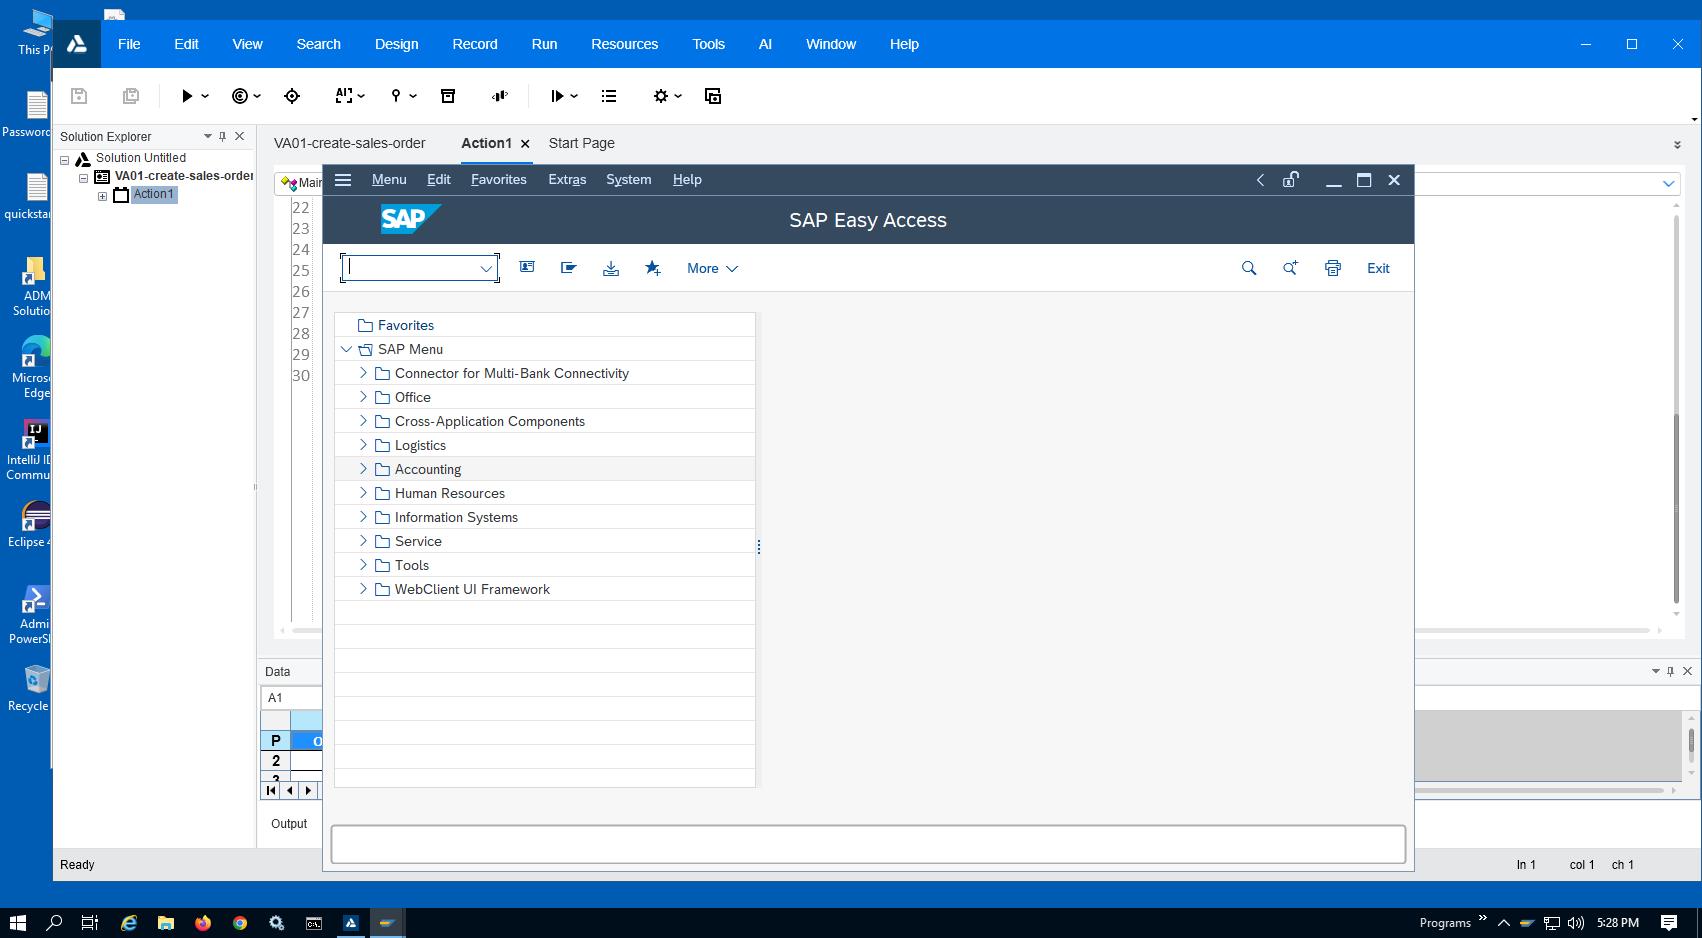 This P
File Edit View Search Design Record Run Resources Tools AI Window Help
Password
quickstar
ADM
Solutio
Micros
Edge
IntelliJ ID
Commu
Eclipse 4
Admi
PowerSh
Recycle
Solution Explorer
Solution Untitled
VA01-create-sales-order
Action1
VA01-create-sales-order Action1 Start Page
Main
22
23
24
25
26
27
28
29
30
Menu Edit Favorites Extras System Help
SAP
SAP Easy Access
More Exit
Favorites
SAP Menu
Connector for Multi-Bank Connectivity
Office
Cross-Application Components
Logistics
Accounting
Human Resources
Information Systems
Service
Tools
WebClient UI Framework
Data
A1
P
2
3
Output
Ready ln 1 col 1 ch 1
Programs » 5:28 PM